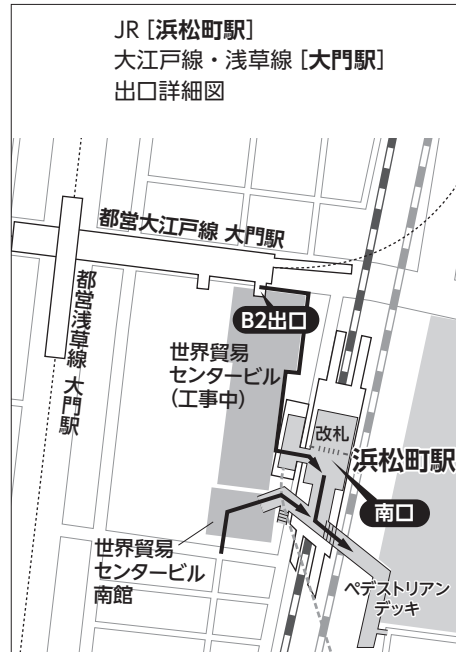 JR [浜松町駅]
大江戸線・浅草線 [大門駅]
出口詳細図
都営大江戸線 大門駅
都営浅草線 大門駅
B2出口
世界貿易
センタービル
(工事中)
改札
浜松町駅
南口
世界貿易
センタービル
南館
ペデストリアン
デッキ